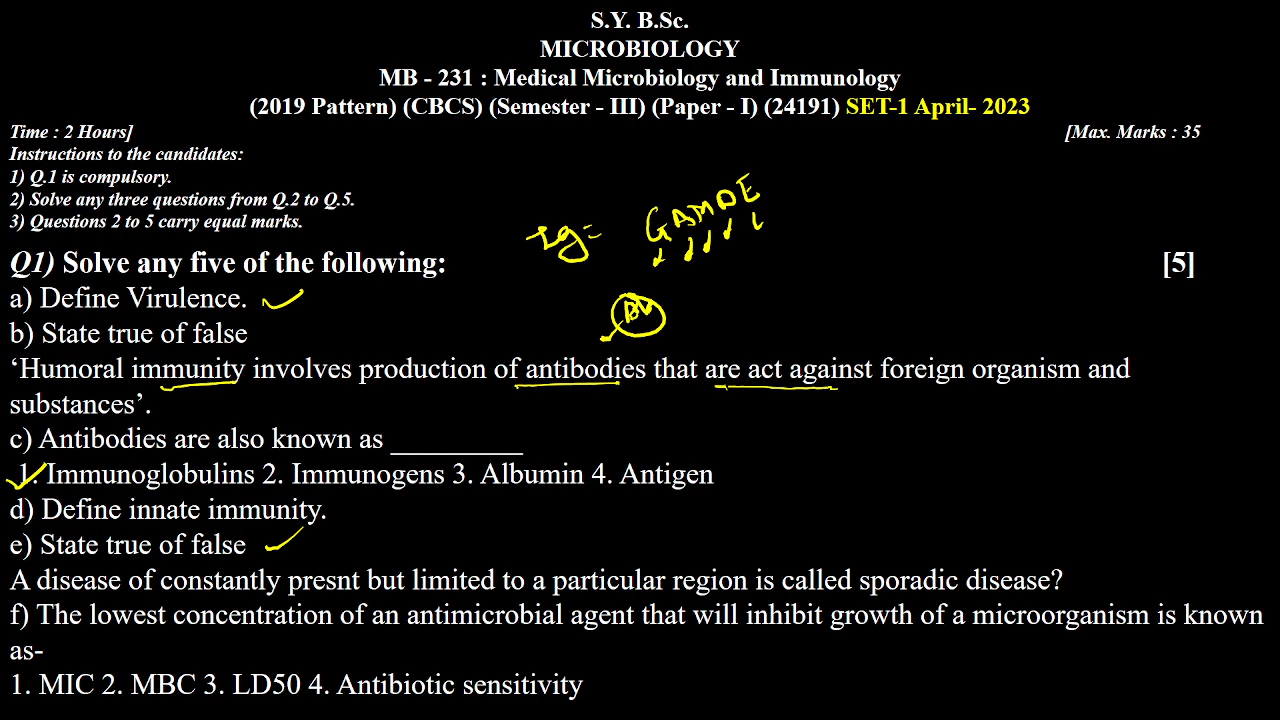 S.Y. B.Sc.
MICROBIOLOGY
MB - 231 : Medical Microbiology and Immunology
(2019 Pattern) (CBCS) (Semester - III) (Paper - I) (24191) SET-1 April- 2023
Time : 2 Hours] [Max. Marks : 35
Instructions to the candidates:
1) Q.1 is compulsory.
2) Solve any three questions from Q.2 to Q.5.
3) Questions 2 to 5 carry equal marks.
Ig= GAMDE
Q1) Solve any five of the following: [5]
a) Define Virulence.
b) State true of false
‘Humoral immunity involves production of antibodies that are act against foreign organism and
substances’.
c) Antibodies are also known as __________
1. Immunoglobulins 2. Immunogens 3. Albumin 4. Antigen
d) Define innate immunity.
e) State true of false
A disease of constantly presnt but limited to a particular region is called sporadic disease?
f) The lowest concentration of an antimicrobial agent that will inhibit growth of a microorganism is known
as-
1. MIC 2. MBC 3. LD50 4. Antibiotic sensitivity